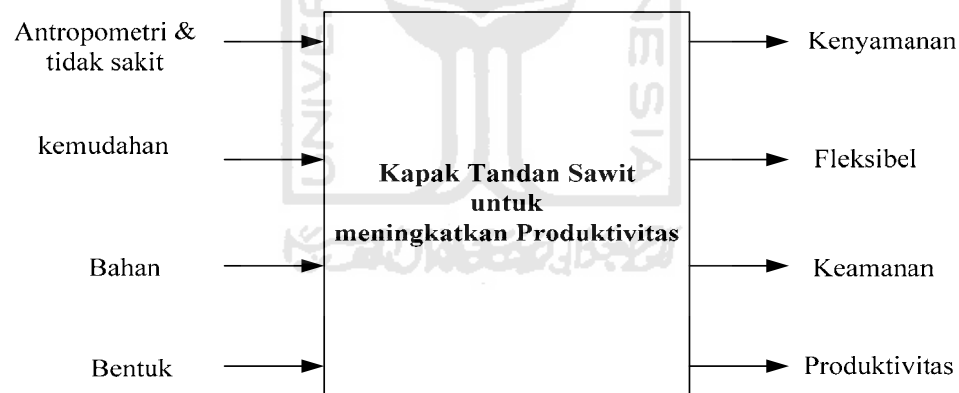 Antropometri &
tidak sakit
kemudahan
Bahan
Bentuk
Kapak Tandan Sawit
untuk
meningkatkan Produktivitas
Kenyamanan
Fleksibel
Keamanan
Produktivitas